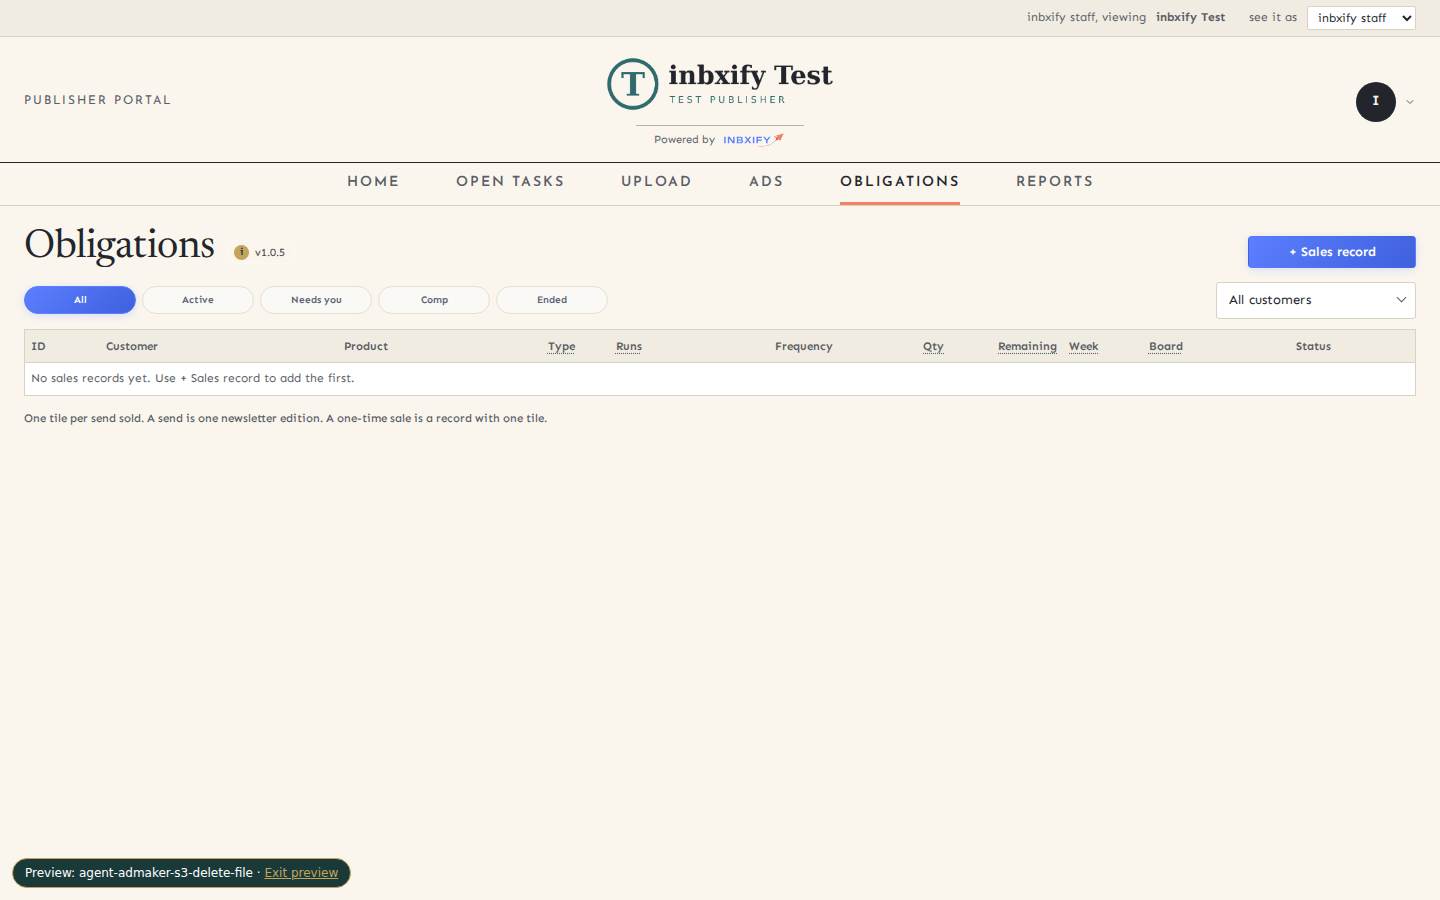 inbxify staff, viewing inbxify Test see it as inbxify staff
PUBLISHER PORTAL
T
inbxify Test
TEST PUBLISHER
Powered by INBXIFY
I
HOME OPEN TASKS UPLOAD ADS OBLIGATIONS REPORTS
Obligations i v1.0.5
+ Sales record
All Active Needs you Comp Ended
All customers
ID Customer Product Type Runs Frequency Qty Remaining Week Board Status
No sales records yet. Use + Sales record to add the first.
One tile per send sold. A send is one newsletter edition. A one-time sale is a record with one tile.
Preview: agent-admaker-s3-delete-file · Exit preview